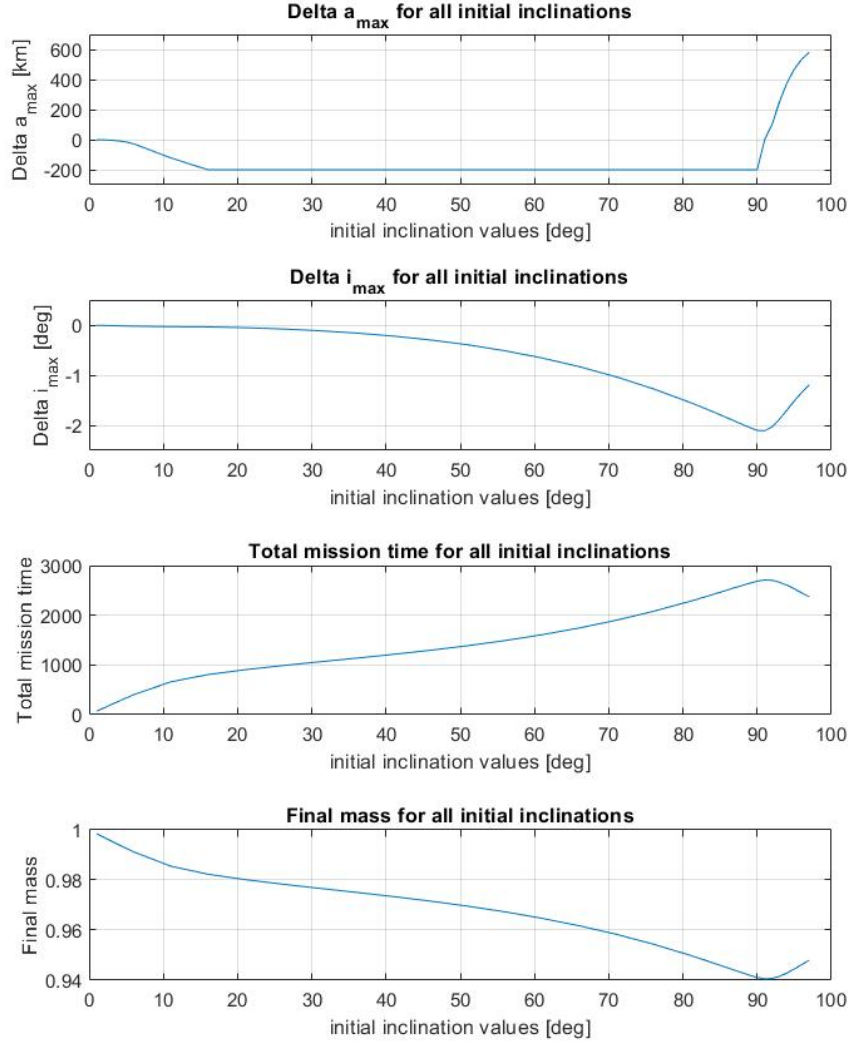 Delta a_max for all initial inclinations
Delta a_max [km]
600
400
200
0
-200
0 10 20 30 40 50 60 70 80 90 100
initial inclination values [deg]
Delta i_max for all initial inclinations
Delta i_max [deg]
0
-1
-2
0 10 20 30 40 50 60 70 80 90 100
initial inclination values [deg]
Total mission time for all initial inclinations
Total mission time
3000
2000
1000
0
0 10 20 30 40 50 60 70 80 90 100
initial inclination values [deg]
Final mass for all initial inclinations
Final mass
1
0.98
0.96
0.94
0 10 20 30 40 50 60 70 80 90 100
initial inclination values [deg]